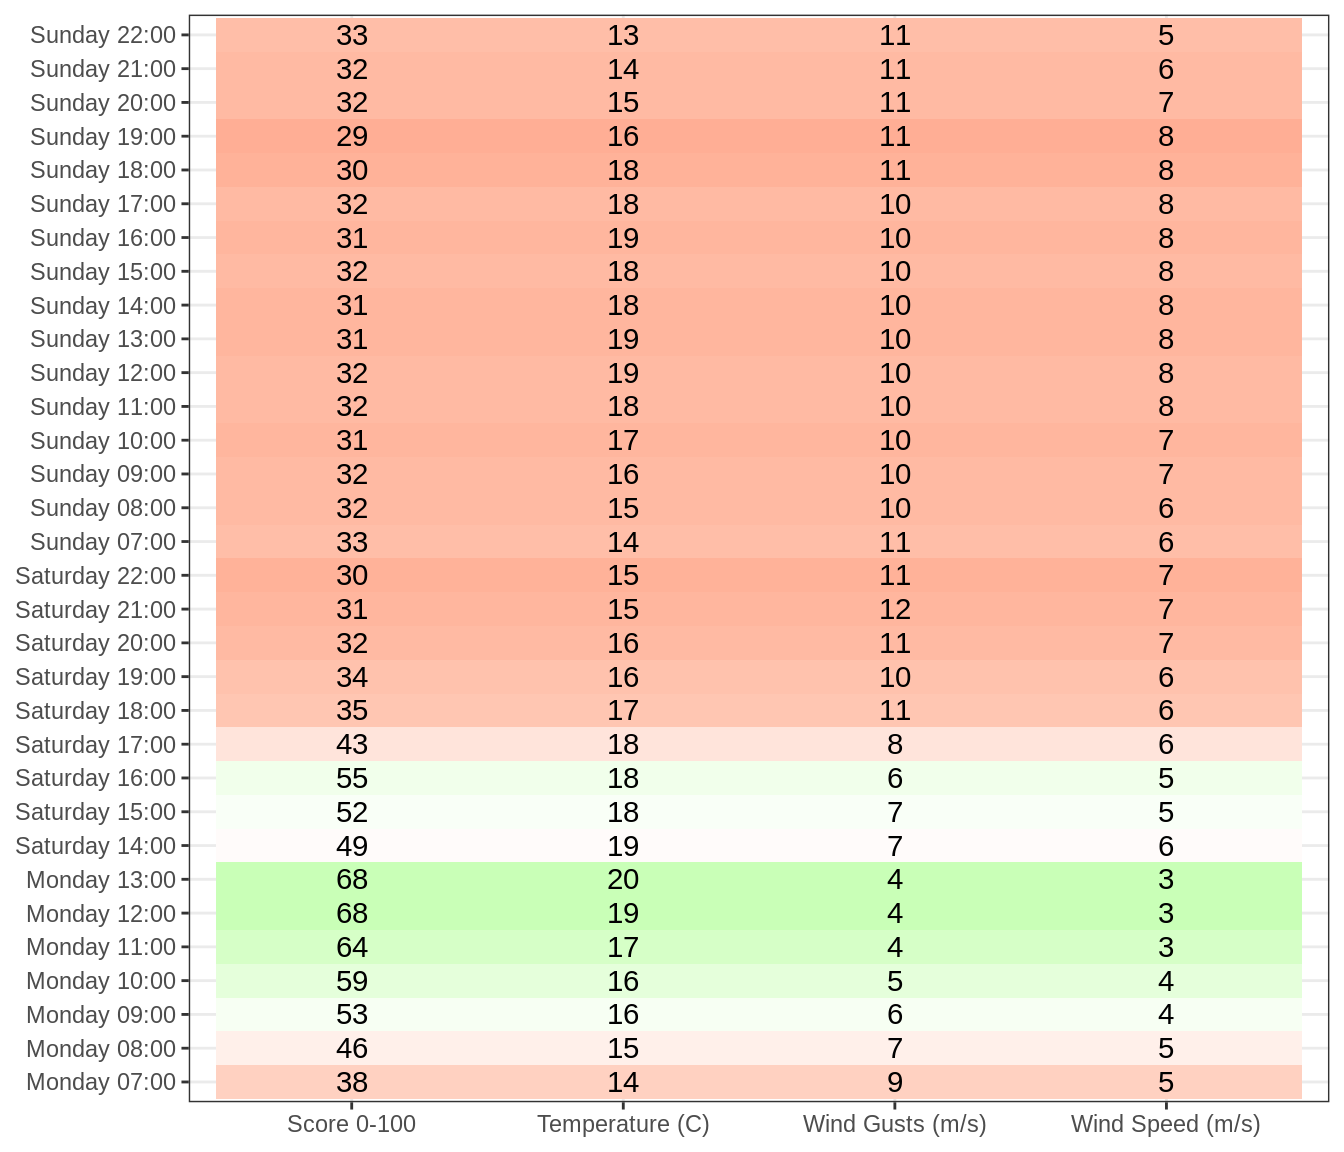 Sunday 22:00 33 13 11 5
Sunday 21:00 32 14 11 6
Sunday 20:00 32 15 11 7
Sunday 19:00 29 16 11 8
Sunday 18:00 30 18 11 8
Sunday 17:00 32 18 10 8
Sunday 16:00 31 19 10 8
Sunday 15:00 32 18 10 8
Sunday 14:00 31 18 10 8
Sunday 13:00 31 19 10 8
Sunday 12:00 32 19 10 8
Sunday 11:00 32 18 10 8
Sunday 10:00 31 17 10 7
Sunday 09:00 32 16 10 7
Sunday 08:00 32 15 10 6
Sunday 07:00 33 14 11 6
Saturday 22:00 30 15 11 7
Saturday 21:00 31 15 12 7
Saturday 20:00 32 16 11 7
Saturday 19:00 34 16 10 6
Saturday 18:00 35 17 11 6
Saturday 17:00 43 18 8 6
Saturday 16:00 55 18 6 5
Saturday 15:00 52 18 7 5
Saturday 14:00 49 19 7 6
Monday 13:00 68 20 4 3
Monday 12:00 68 19 4 3
Monday 11:00 64 17 4 3
Monday 10:00 59 16 5 4
Monday 09:00 53 16 6 4
Monday 08:00 46 15 7 5
Monday 07:00 38 14 9 5
Score 0-100 Temperature (C) Wind Gusts (m/s) Wind Speed (m/s)